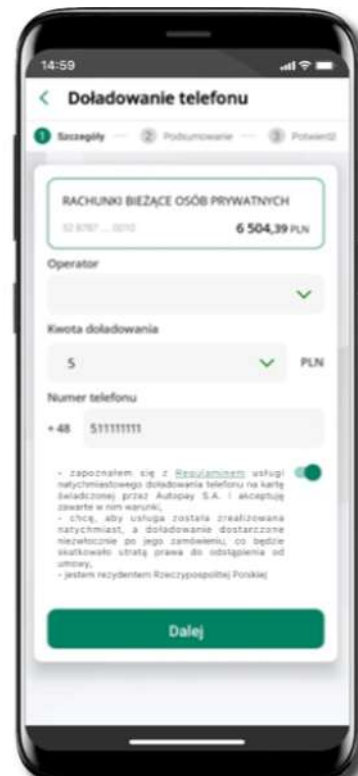 14:59
Doładowanie telefonu
1 Szczegóły 2 Podsumowanie 3 Potwierdź
RACHUNKI BIEŻĄCE OSÓB PRYWATNYCH
6 504,39 PLN
Operator
Kwota doładowania
5 PLN
Numer telefonu
+48 511111111
- zapoznałem się z Regulaminem usługi
natychmiastowego doładowania telefonu na kartę
świadczonej przez Autopay S.A. i akceptuję
zawarte w nim warunki,
- chcę, aby usługa została zrealizowana
natychmiast, a doładowanie dostarczone
niezwłocznie po jego zamówieniu, co będzie
skutkowało utratą prawa do odstąpienia od
umowy,
- jestem rezydentem Rzeczypospolitej Polskiej
Dalej